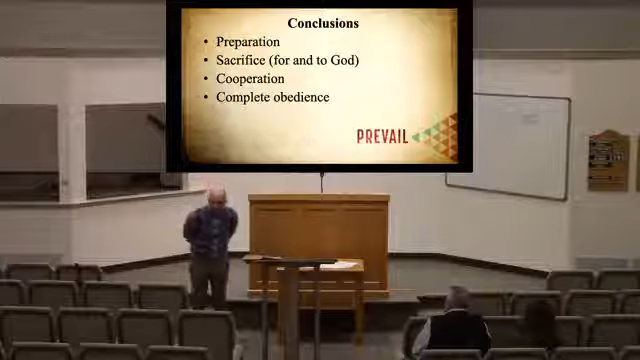 Conclusions
• Preparation
• Sacrifice (for and to God)
• Cooperation
• Complete obedience
PREVAIL